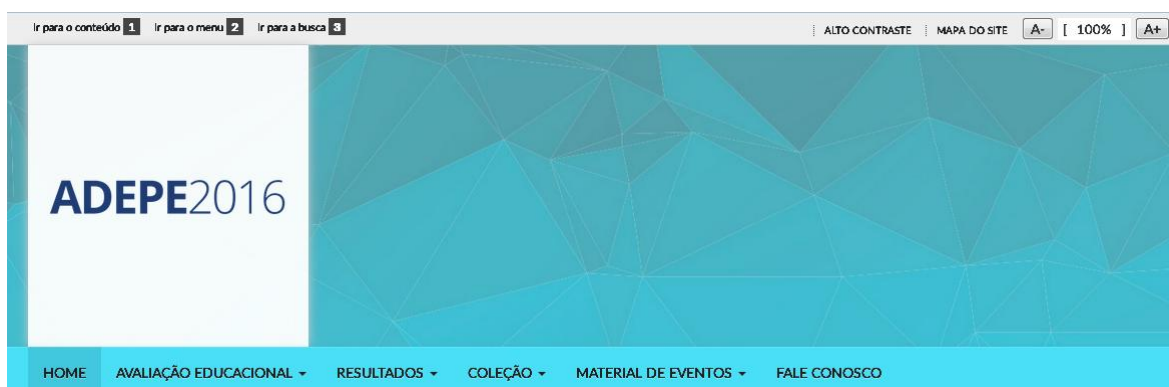 Ir para o conteúdo 1 Ir para o menu 2 Ir para a busca 3 ALTO CONTRASTE MAPA DO SITE A- [ 100% ] A+
ADEPE2016
HOME AVALIAÇÃO EDUCACIONAL RESULTADOS COLEÇÃO MATERIAL DE EVENTOS FALE CONOSCO